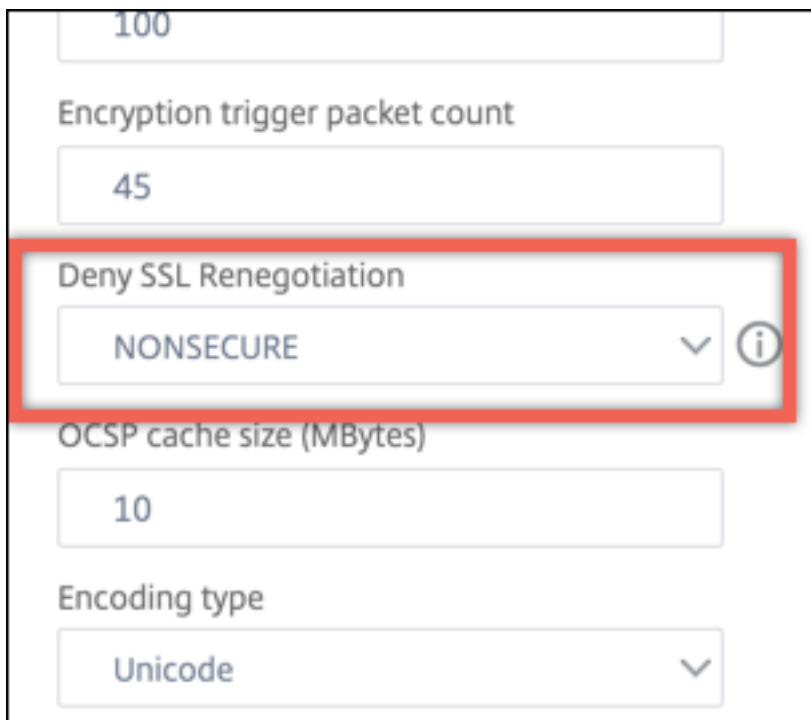 100
Encryption trigger packet count
45
Deny SSL Renegotiation
NONSECURE
OCSP cache size (MBytes)
10
Encoding type
Unicode